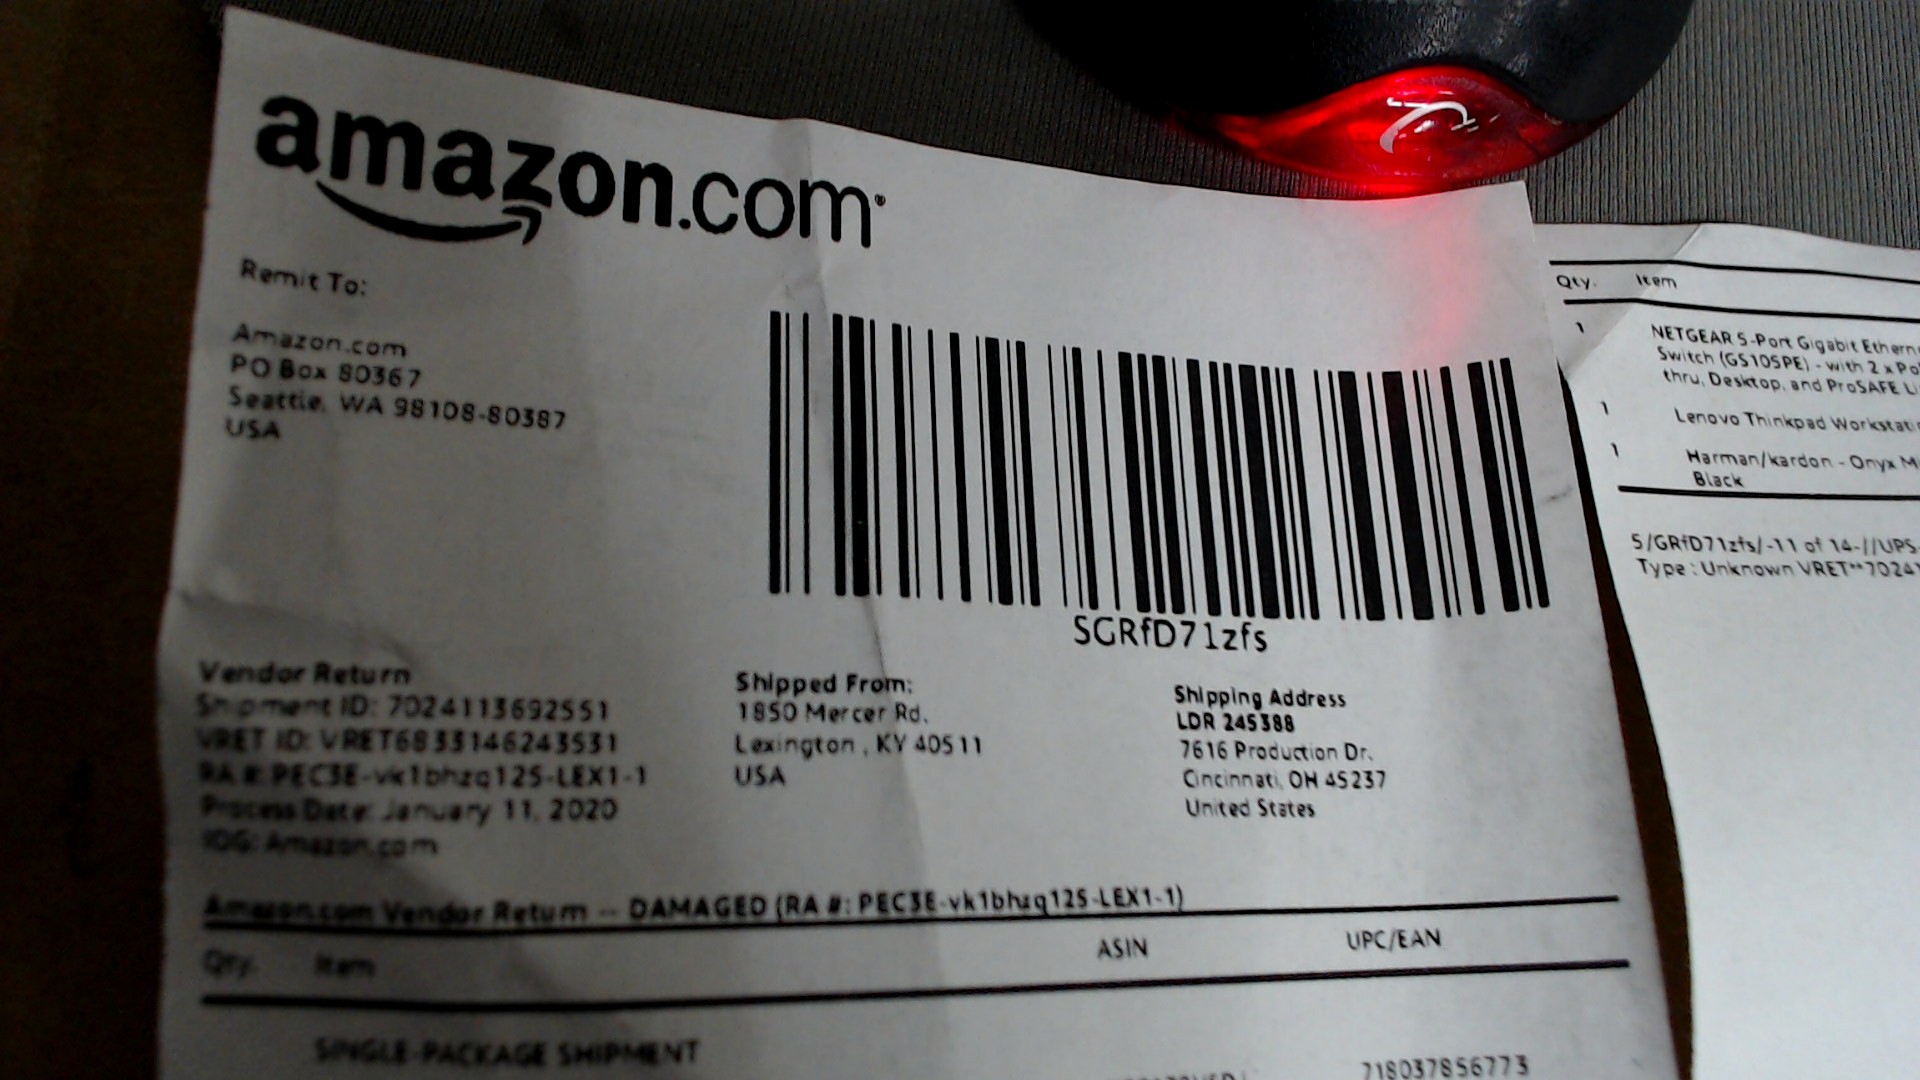 amazon.com
Remit To:
Amazon.com
PO Box 80367
Seattle, WA 98108-80387
USA
SGRfD71zfs
Vendor Return
Shipment ID: 7024113692551
VRET ID: VRET6833146243531
RA #: PEC3E-vk1bhzq125-LEX1-1
Process Date: January 11, 2020
IOG: Amazon.com
Shipped From:
1850 Mercer Rd.
Lexington , KY 40511
USA
Shipping Address
LDR 245388
7616 Production Dr.
Cincinnati, OH 45237
United States
Amazon.com Vendor Return -- DAMAGED (RA #: PEC3E-vk1bhzq125-LEX1-1)
Qty. Item ASIN UPC/EAN
SINGLE-PACKAGE SHIPMENT
718037856773
Qty. Item
1 NETGEAR 5-Port Gigabit Ethern
Switch (GS105PE) - with 2 x Po
thru, Desktop, and ProSAFE Li
1 Lenovo Thinkpad Workstati
1 Harman/kardon - Onyx Mi
Black
S/GRfD71zfs/-11 of 14-//UPS-
Type : Unknown VRET**7024